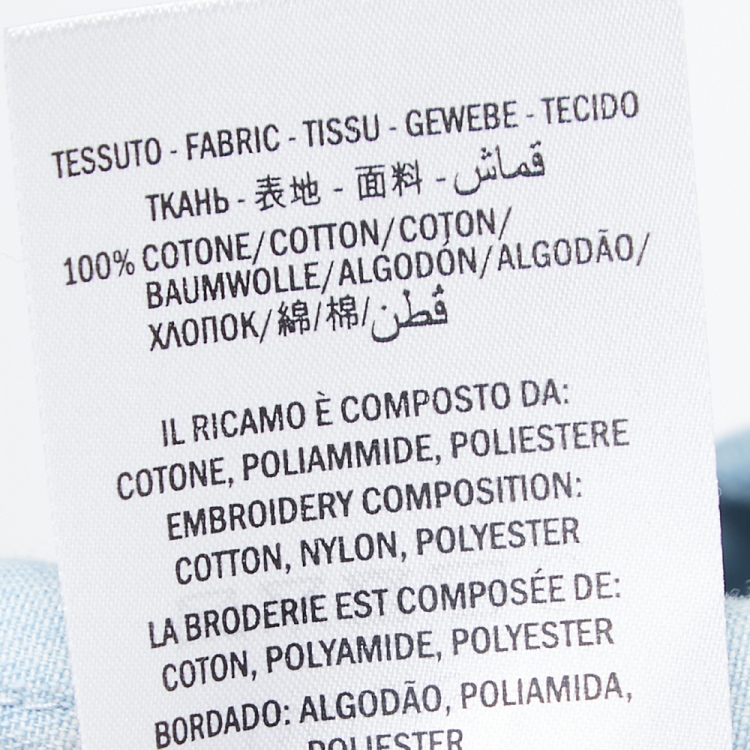 TESSUTO - FABRIC - TISSU - GEWEBE - TECIDO
ТКАНЬ - 表地 - 面料 - قماش
100% COTONE/COTTON/COTON/
BAUMWOLLE/ALGODÓN/ALGODÃO/
ХЛОПОК/綿/棉/قطن
IL RICAMO È COMPOSTO DA:
COTONE, POLIAMMIDE, POLIESTERE
EMBROIDERY COMPOSITION:
COTTON, NYLON, POLYESTER
LA BRODERIE EST COMPOSÉE DE:
COTON, POLYAMIDE, POLYESTER
BORDADO: ALGODÃO, POLIAMIDA,
POLIESTER